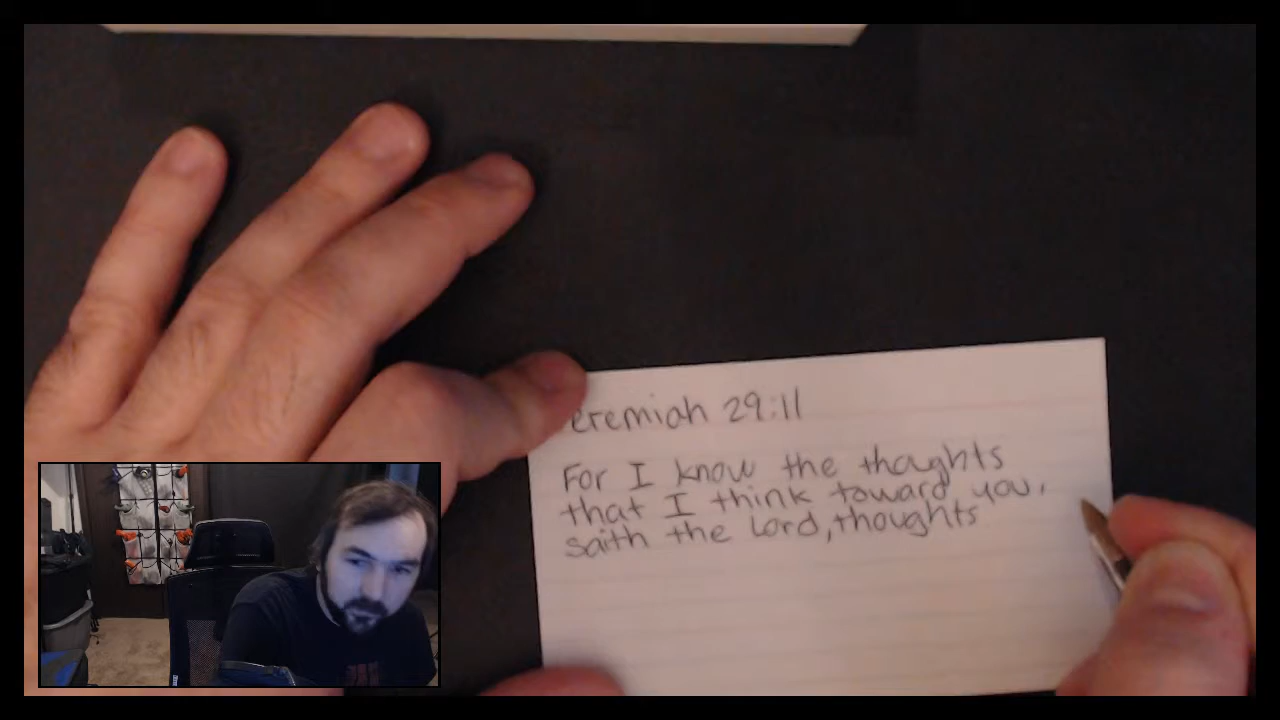 eremiah 29:11
For I know the thoughts
that I think toward you,
saith the Lord, thoughts